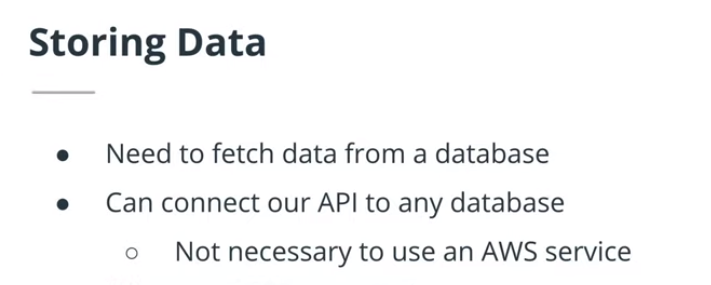 Storing Data
● Need to fetch data from a database
● Can connect our API to any database
○ Not necessary to use an AWS service